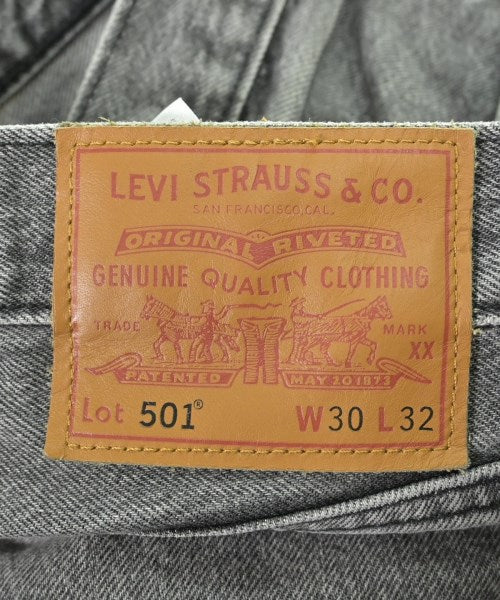 LEVI STRAUSS & CO.
SAN FRANCISCO, CAL.
ORIGINAL RIVETED
GENUINE QUALITY CLOTHING
TRADE MARK
XX
PATENTED MAY 20 1873
Lot 501® W30 L32